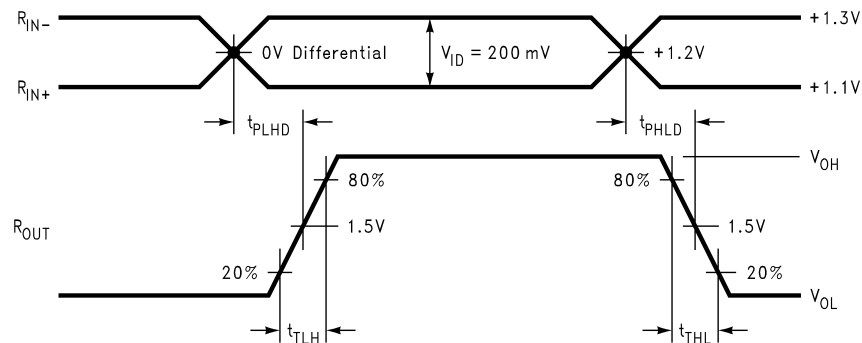 R_IN- +1.3V
0V Differential V_ID = 200 mV +1.2V
R_IN+ +1.1V
t_PLHD t_PHLD
V_OH
80% 80%
R_OUT 1.5V 1.5V
20% 20%
V_OL
t_TLH t_THL